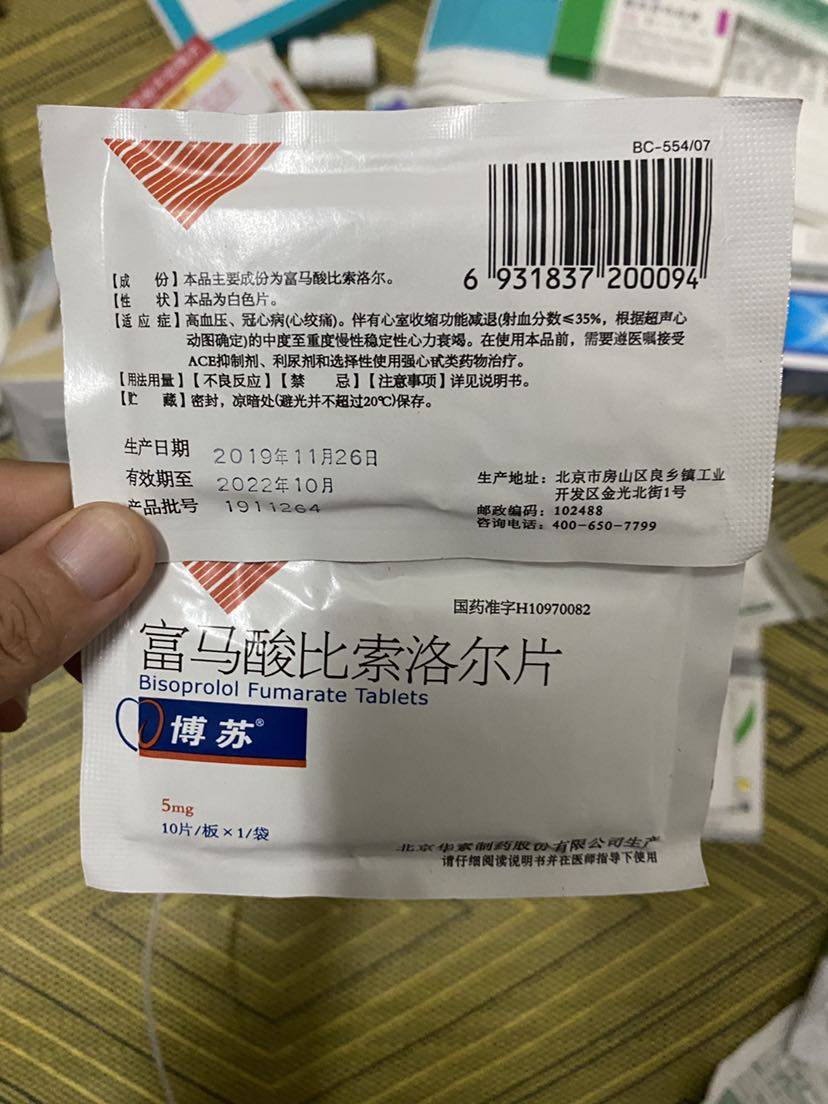 BC-554/07
6 931837 200094
【成 份】本品主要成份为富马酸比索洛尔。
【性 状】本品为白色片。
【适应症】高血压、冠心病(心绞痛)。伴有心室收缩功能减退(射血分数≤35%，根据超声心
动图确定)的中度至重度慢性稳定性心力衰竭。在使用本品前，需要遵医嘱接受
ACE抑制剂、利尿剂和选择性使用强心甙类药物治疗。
【用法用量】【不良反应】【禁 忌】【注意事项】详见说明书。
【贮 藏】密封，凉暗处(避光并不超过20℃)保存。
生产日期 2019年11月26日
有效期至 2022年10月
产品批号 1911264
生产地址：北京市房山区良乡镇工业
开发区金光北街1号
邮政编码：102488
咨询电话：400-650-7799
国药准字H10970082
富马酸比索洛尔片
Bisoprolol Fumarate Tablets
博苏®
5mg
10片/板×1/袋
北京华素制药股份有限公司生产
请仔细阅读说明书并在医师指导下使用